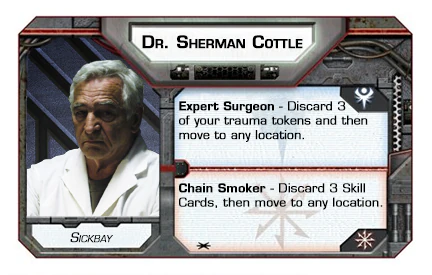 Dr. Sherman Cottle
Expert Surgeon - Discard 3
of your trauma tokens and then
move to any location.
Chain Smoker - Discard 3 Skill
Cards, then move to any location.
Sickbay